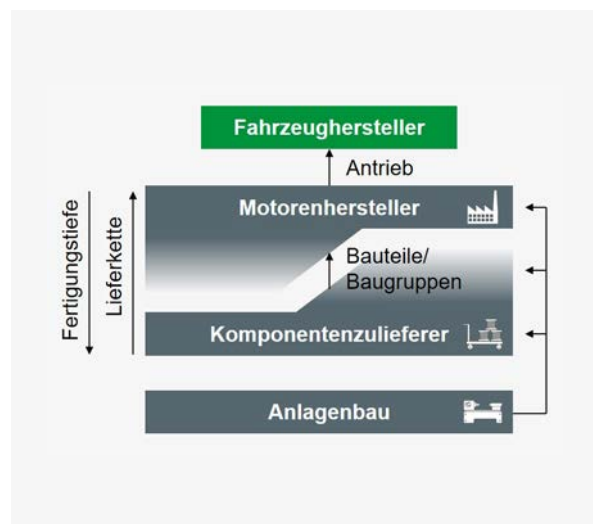 Fahrzeughersteller
Antrieb
Motorenhersteller
Fertigungstiefe
Lieferkette
Bauteile/
Baugruppen
Komponentenzulieferer
Anlagenbau